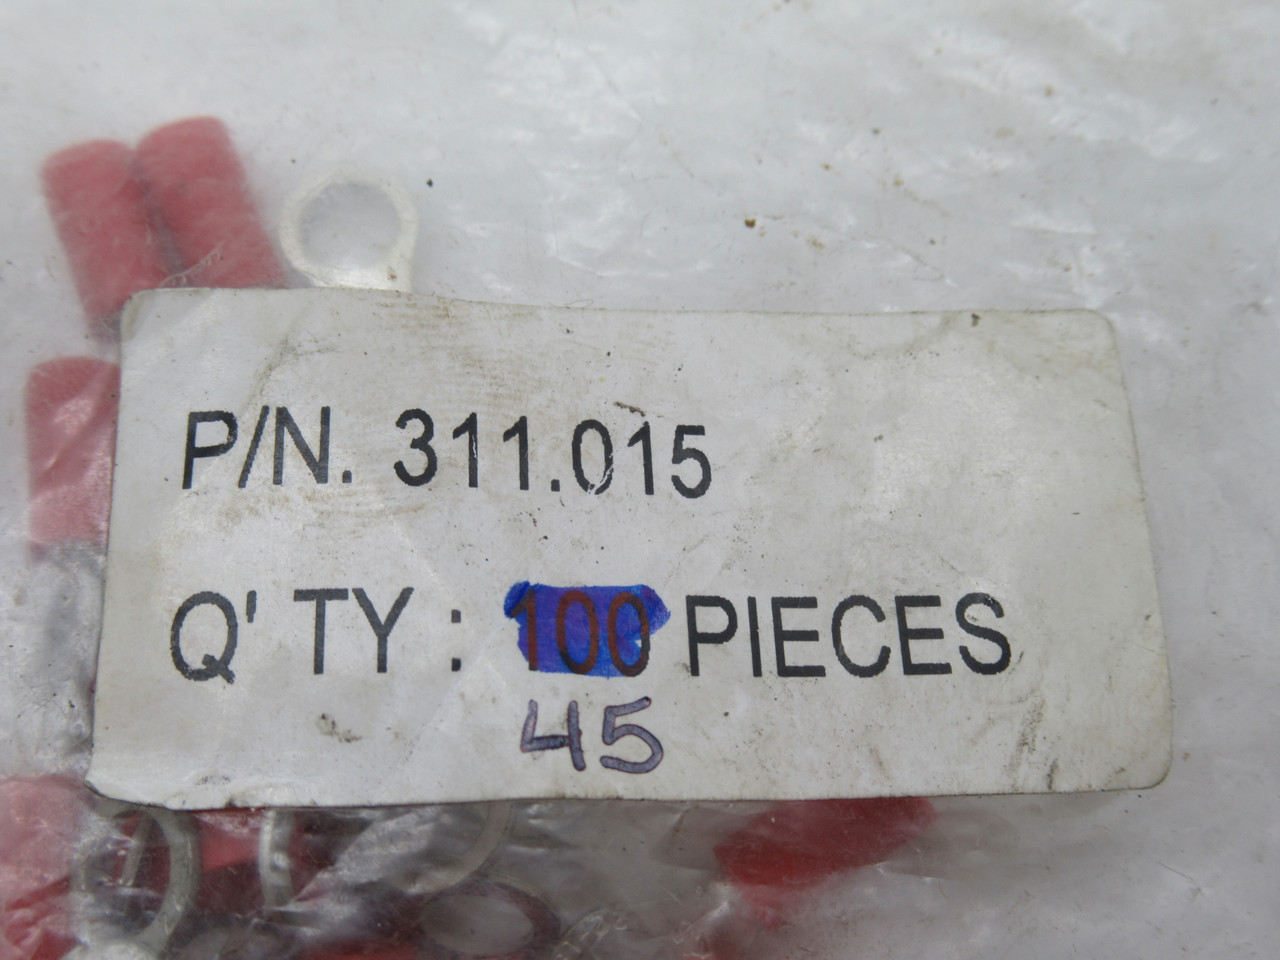 P/N. 311.015
Q' TY : 100 PIECES
45